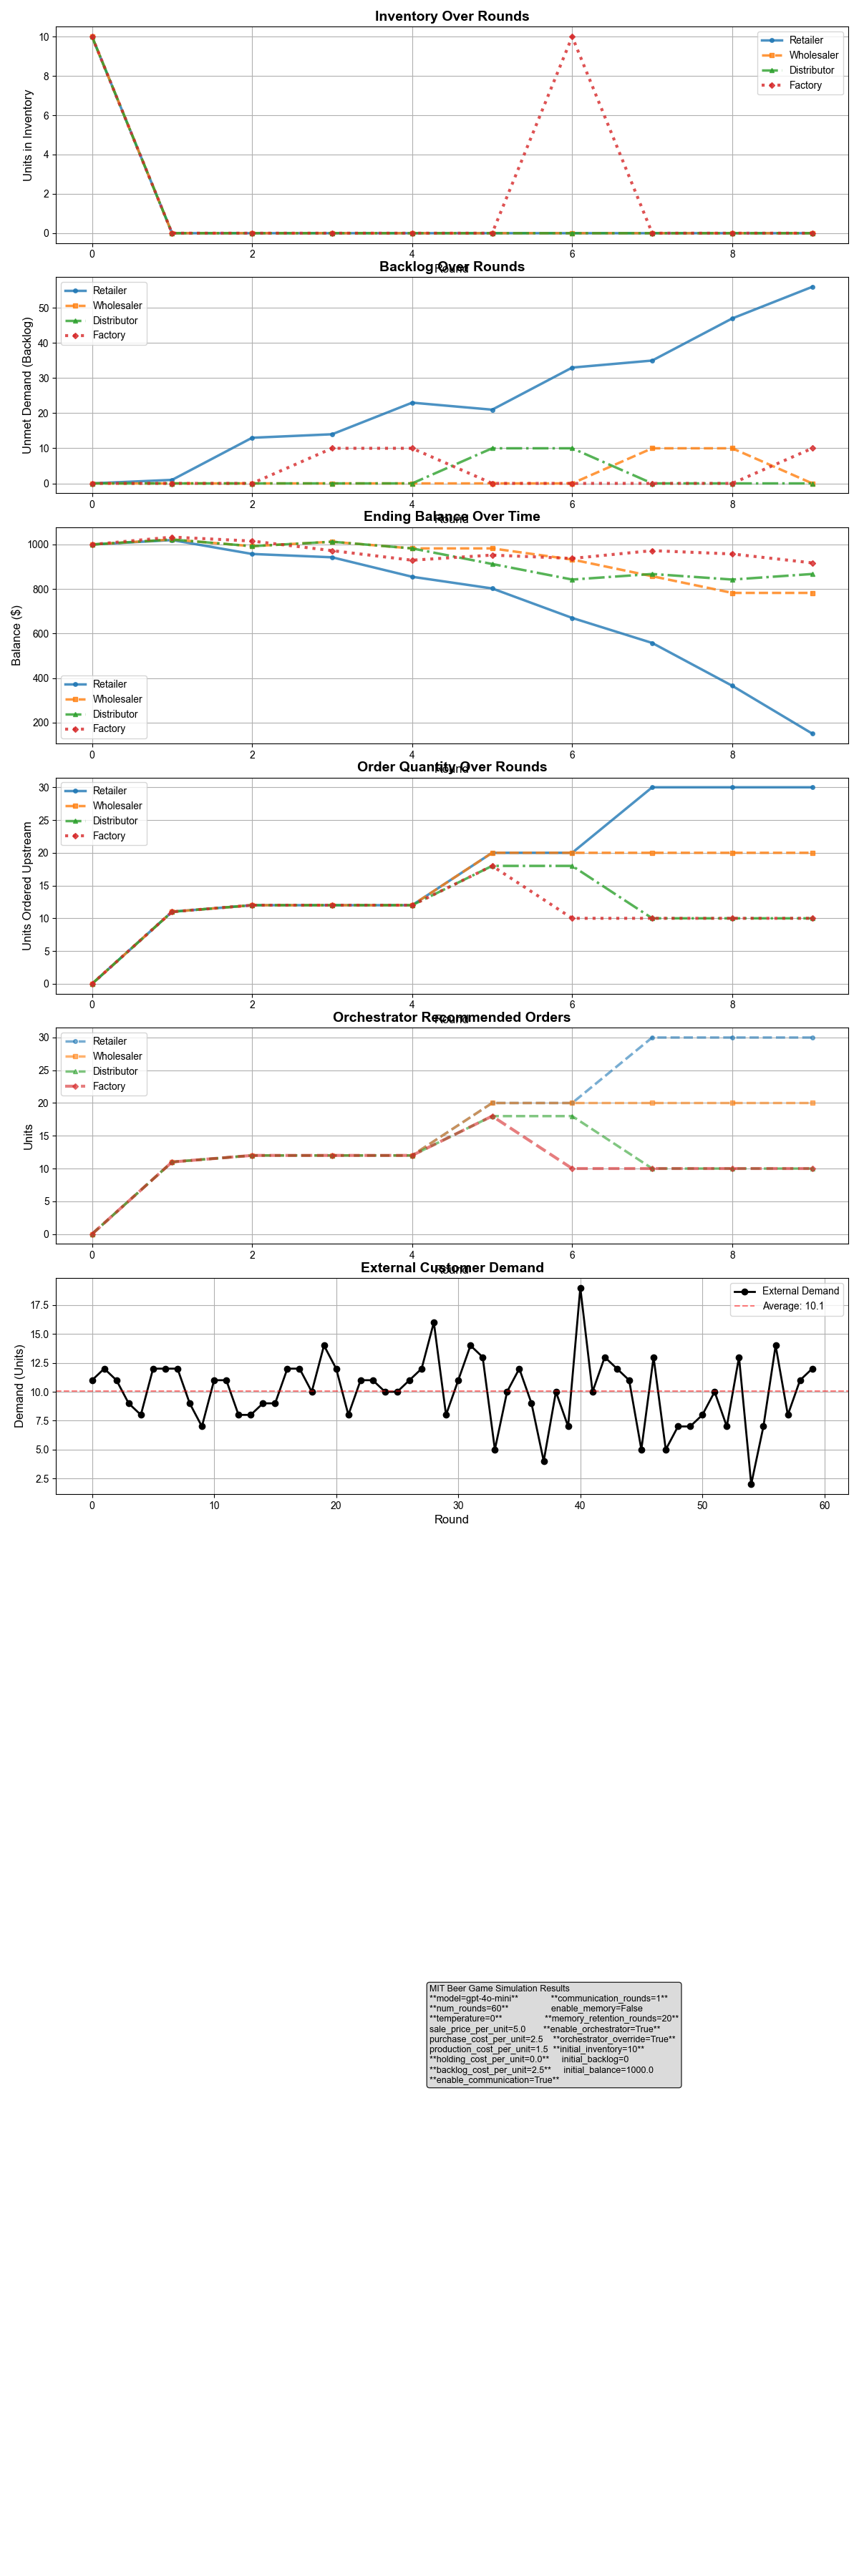 Inventory Over Rounds
Units in Inventory
10
8
6
4
2
0
Retailer
Wholesaler
Distributor
Factory
0 2 4 6 8
Round
Backlog Over Rounds
Unmet Demand (Backlog)
50
40
30
20
10
0
Retailer
Wholesaler
Distributor
Factory
0 2 4 6 8
Round
Ending Balance Over Time
Balance ($)
1000
800
600
400
200
Retailer
Wholesaler
Distributor
Factory
0 2 4 6 8
Round
Order Quantity Over Rounds
Units Ordered Upstream
30
25
20
15
10
5
0
Retailer
Wholesaler
Distributor
Factory
0 2 4 6 8
Round
Orchestrator Recommended Orders
Units
30
25
20
15
10
5
0
Retailer
Wholesaler
Distributor
Factory
0 2 4 6 8
Round
External Customer Demand
Demand (Units)
17.5
15.0
12.5
10.0
7.5
5.0
2.5
External Demand
Average: 10.1
0 10 20 30 40 50 60
Round
MIT Beer Game Simulation Results
**model=gpt-4o-mini** **communication_rounds=1**
**num_rounds=60** enable_memory=False
**temperature=0** **memory_retention_rounds=20**
sale_price_per_unit=5.0 **enable_orchestrator=True**
purchase_cost_per_unit=2.5 **orchestrator_override=True**
production_cost_per_unit=1.5 **initial_inventory=10**
**holding_cost_per_unit=0.0** initial_backlog=0
**backlog_cost_per_unit=2.5** initial_balance=1000.0
**enable_communication=True**